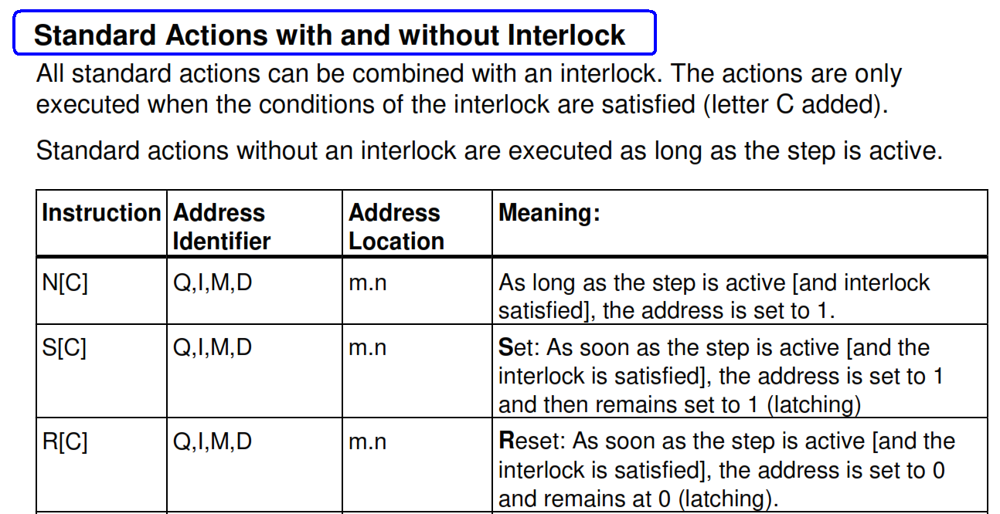 Standard Actions with and without Interlock
All standard actions can be combined with an interlock. The actions are only
executed when the conditions of the interlock are satisfied (letter C added).
Standard actions without an interlock are executed as long as the step is active.
Instruction Address Identifier Address Location Meaning:
N[C] Q,I,M,D m.n As long as the step is active [and interlock
satisfied], the address is set to 1.
S[C] Q,I,M,D m.n Set: As soon as the step is active [and the
interlock is satisfied], the address is set to 1
and then remains set to 1 (latching)
R[C] Q,I,M,D m.n Reset: As soon as the step is active [and the
interlock is satisfied], the address is set to 0
and remains at 0 (latching).